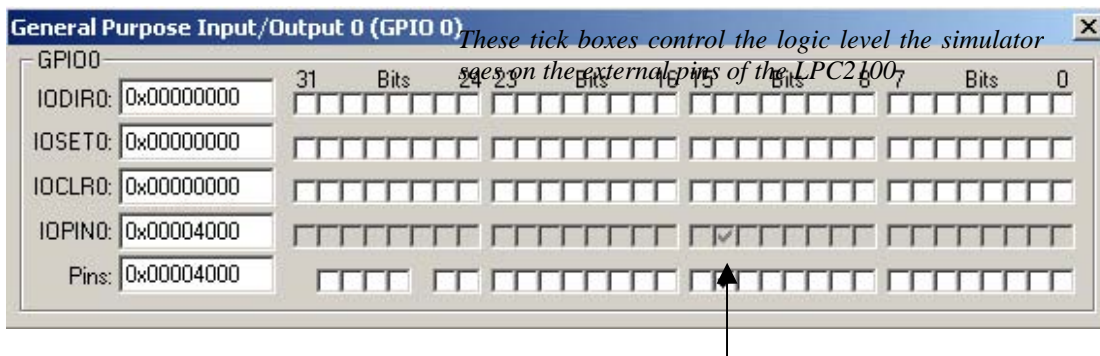 General Purpose Input/Output 0 (GPIO 0)
These tick boxes control the logic level the simulator
sees on the external pins of the LPC2100
GPIO0
31 Bits 24 23 Bits 16 15 Bits 8 7 Bits 0
IODIR0: 0x00000000
IOSET0: 0x00000000
IOCLR0: 0x00000000
IOPIN0: 0x00004000
Pins: 0x00004000